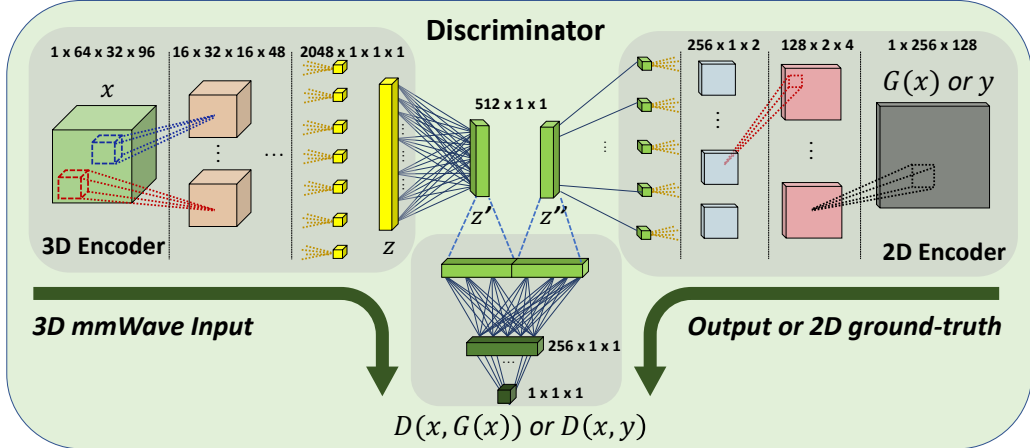 Discriminator
1 x 64 x 32 x 96
16 x 32 x 16 x 48
2048 x 1 x 1 x 1
256 x 1 x 2
128 x 2 x 4
1 x 256 x 128
x
G(x) or y
512 x 1 x 1
...
z
z'
z''
3D Encoder
2D Encoder
3D mmWave Input
Output or 2D ground-truth
256 x 1 x 1
1 x 1 x 1
D(x, G(x)) or D(x, y)